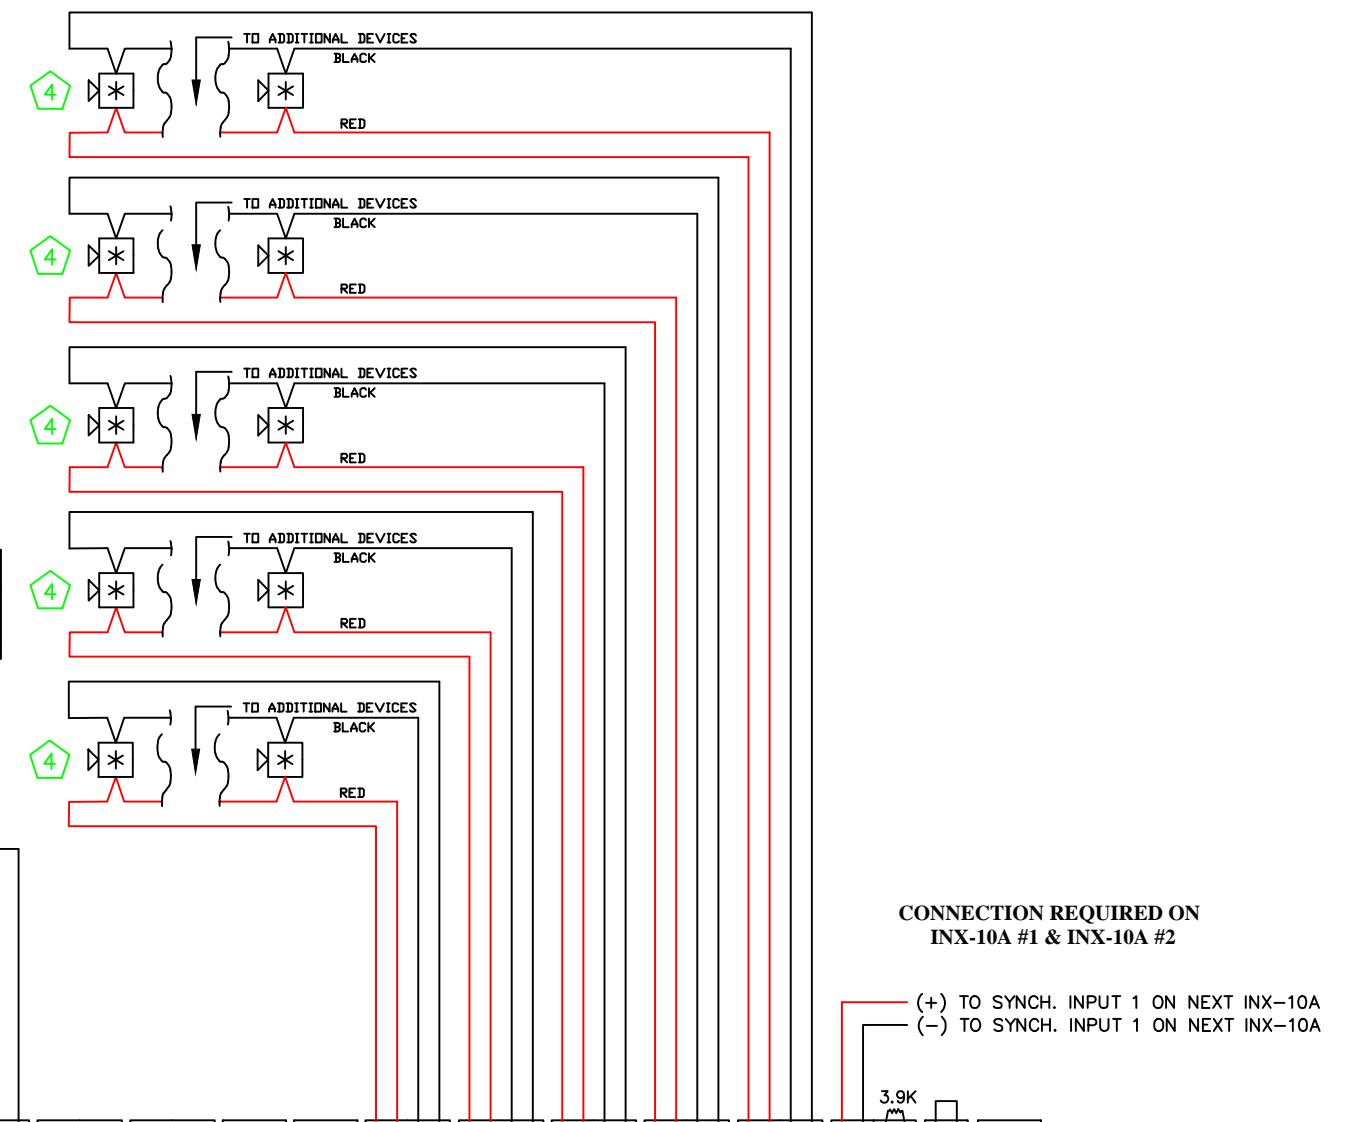 TO ADDITIONAL DEVICES
BLACK
4
* *
RED
TO ADDITIONAL DEVICES
BLACK
4
* *
RED
TO ADDITIONAL DEVICES
BLACK
4
* *
RED
TO ADDITIONAL DEVICES
BLACK
4
* *
RED
TO ADDITIONAL DEVICES
BLACK
4
* *
RED
CONNECTION REQUIRED ON
INX-10A #1 & INX-10A #2
(+) TO SYNCH. INPUT 1 ON NEXT INX-10A
(-) TO SYNCH. INPUT 1 ON NEXT INX-10A
3.9K